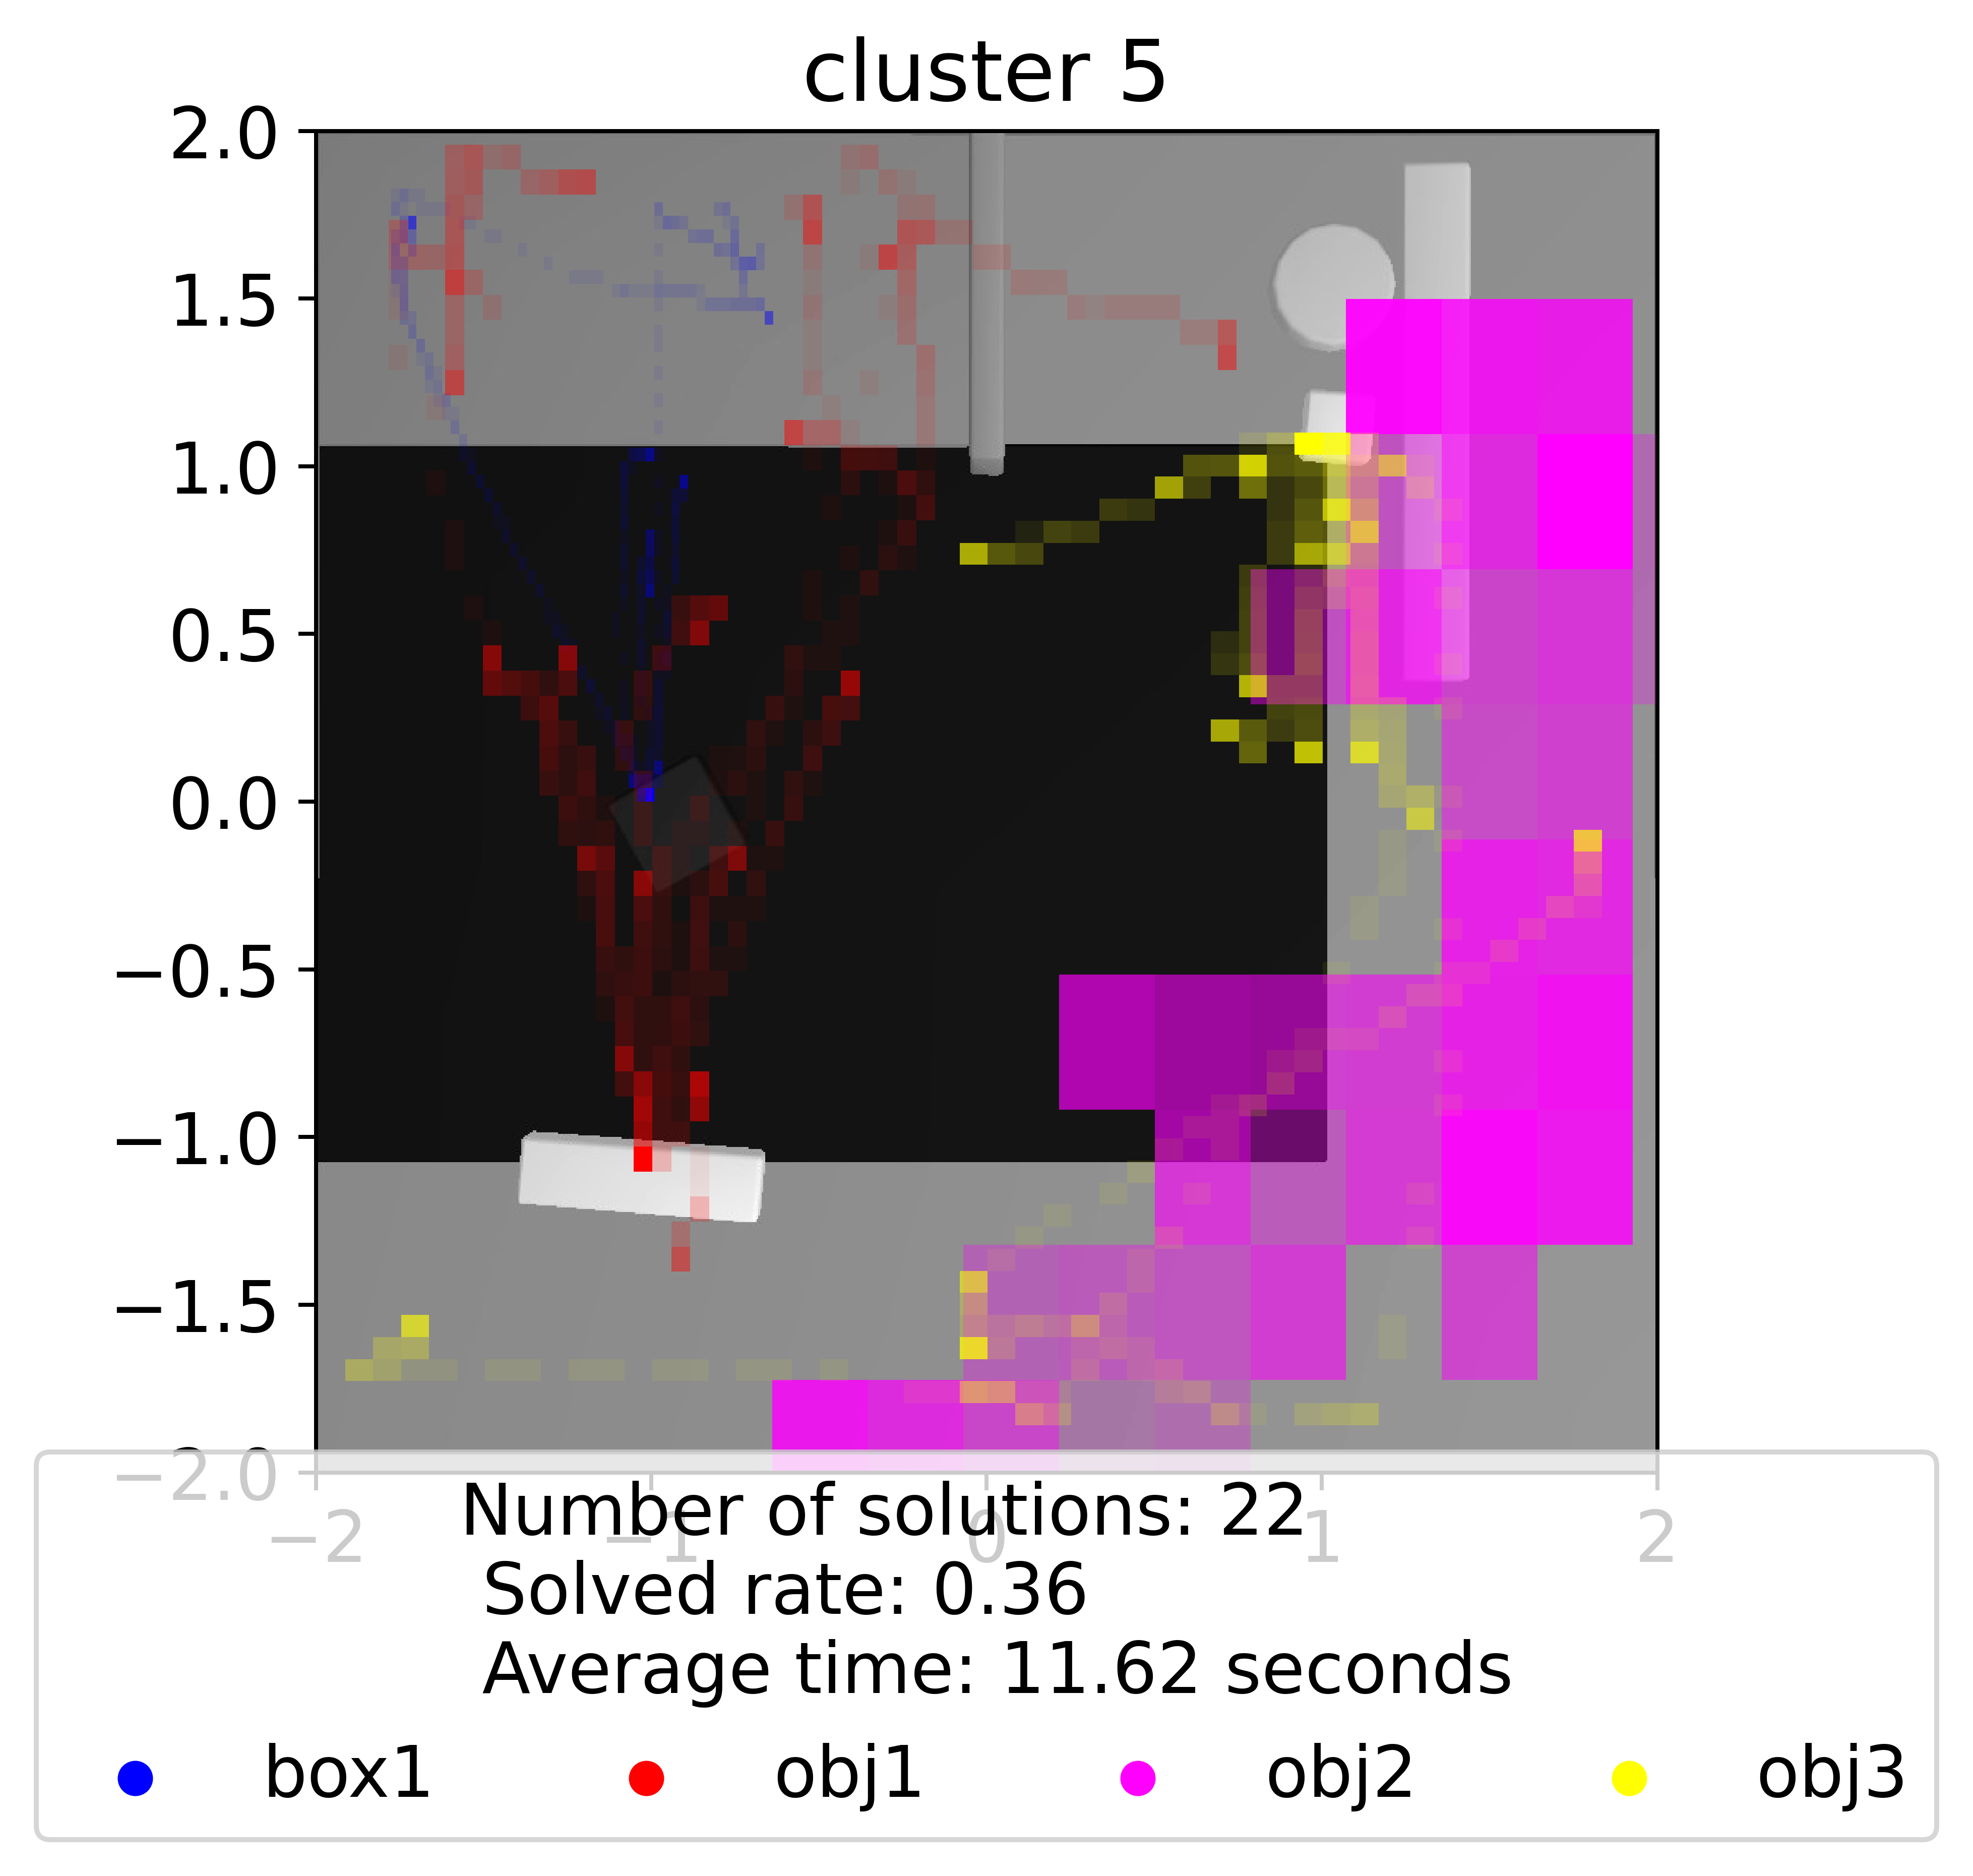 cluster 5
2.0
1.5
1.0
0.5
0.0
−0.5
−1.0
−1.5
−2.0
−2 −1 0 1 2
Number of solutions: 22
Solved rate: 0.36
Average time: 11.62 seconds
box1 obj1 obj2 obj3